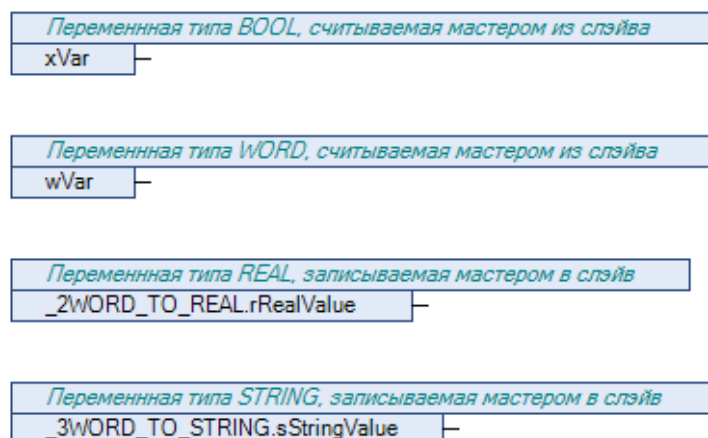 Переменнная типа BOOL, считываемая мастером из слэйва
xVar
Переменнная типа WORD, считываемая мастером из слэйва
wVar
Переменнная типа REAL, записываемая мастером в слэйв
_2WORD_TO_REAL.rRealValue
Переменнная типа STRING, записываемая мастером в слэйв
_3WORD_TO_STRING.sStringValue